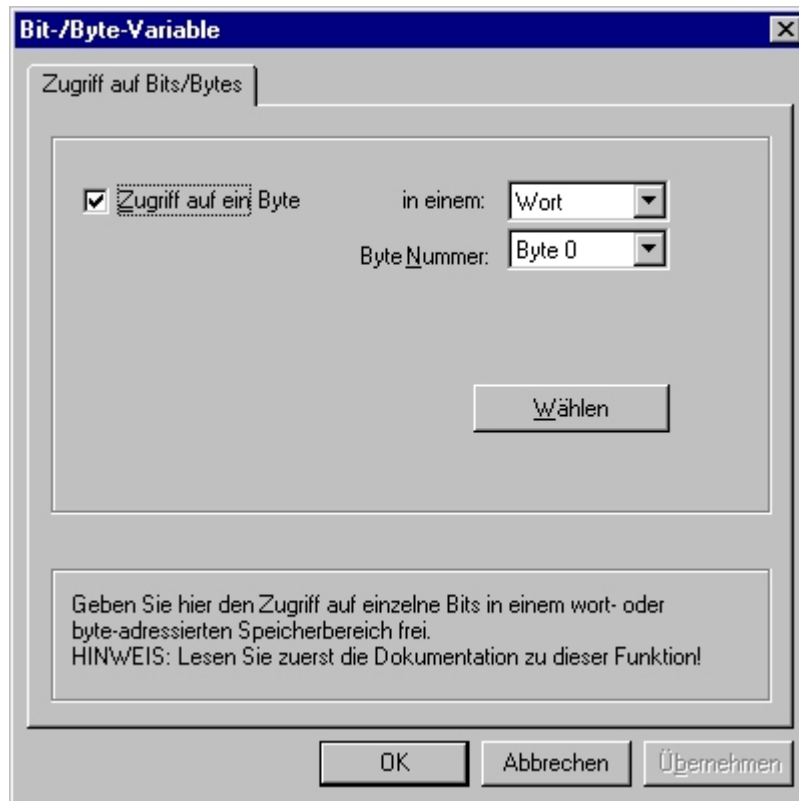 Bit-/Byte-Variable
Zugriff auf Bits/Bytes
Zugriff auf ein Byte
in einem:
Wort
Byte Nummer:
Byte 0
Wählen
Geben Sie hier den Zugriff auf einzelne Bits in einem wort- oder
byte-adressierten Speicherbereich frei.
HINWEIS: Lesen Sie zuerst die Dokumentation zu dieser Funktion!
OK
Abbrechen
Übernehmen